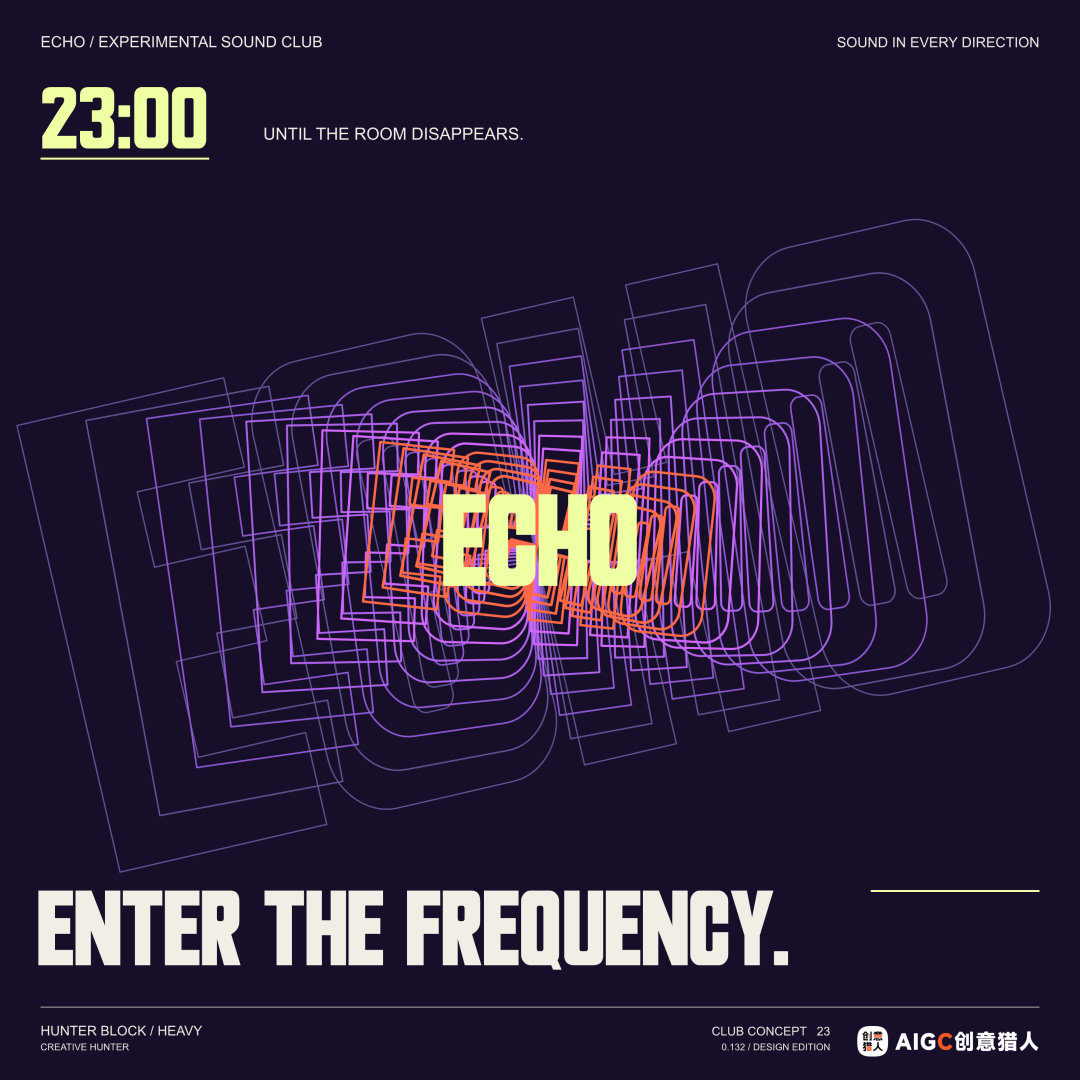 ECHO / EXPERIMENTAL SOUND CLUB
SOUND IN EVERY DIRECTION
23:00
UNTIL THE ROOM DISAPPEARS.
ECHO
ENTER THE FREQUENCY.
HUNTER BLOCK / HEAVY
CREATIVE HUNTER
CLUB CONCEPT 23
0.132 / DESIGN EDITION
创意
猎人
AIGC创意猎人